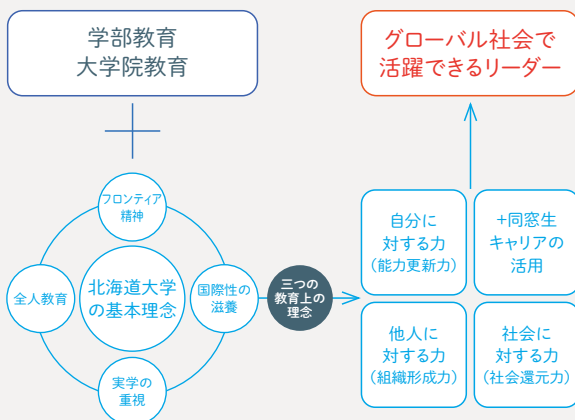 学部教育
大学院教育
グローバル社会で
活躍できるリーダー
フロンティア
精神
全人教育
北海道大学
の基本理念
国際性の
滋養
実学の
重視
三つの
教育上の
理念
自分に
対する力
(能力更新力)
+同窓生
キャリアの
活用
他人に
対する力
(組織形成力)
社会に
対する力
(社会還元力)